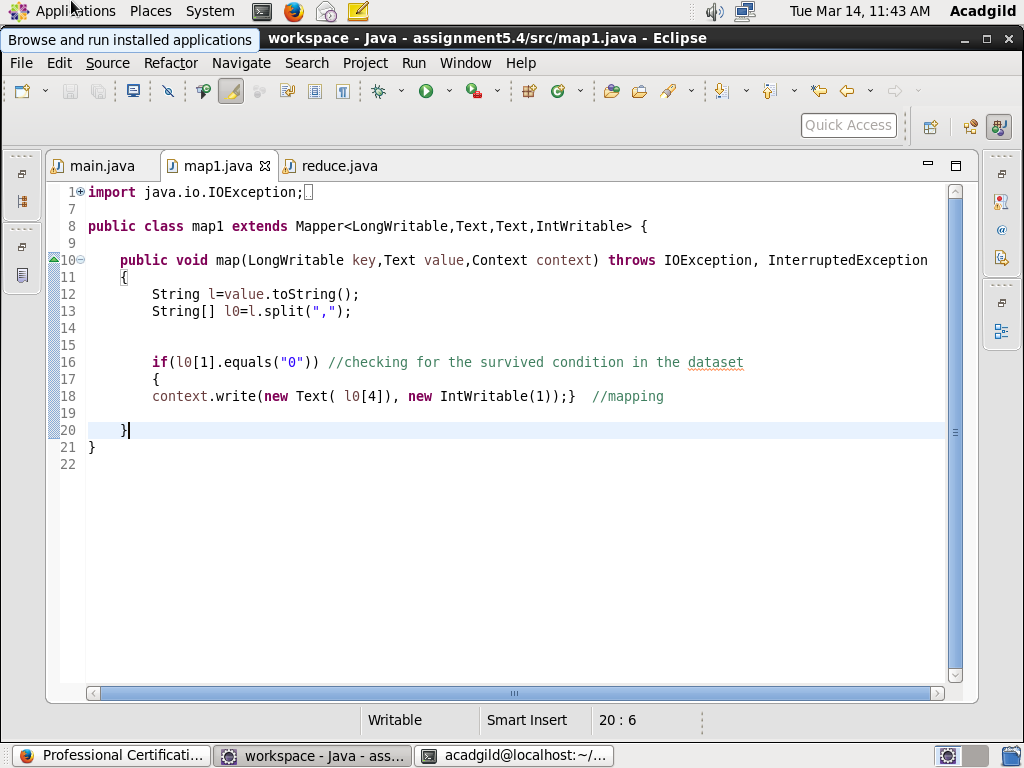 Applications Places System Tue Mar 14, 11:43 AM Acadgild
Browse and run installed applications
workspace - Java - assignment5.4/src/map1.java - Eclipse
File Edit Source Refactor Navigate Search Project Run Window Help
Quick Access
main.java map1.java reduce.java
1 import java.io.IOException;
7
8 public class map1 extends Mapper<LongWritable,Text,Text,IntWritable> {
9
10 public void map(LongWritable key,Text value,Context context) throws IOException, InterruptedException
11 {
12 String l=value.toString();
13 String[] l0=l.split(",");
14
15
16 if(l0[1].equals("0")) //checking for the survived condition in the dataset
17 {
18 context.write(new Text( l0[4]), new IntWritable(1));} //mapping
19
20 }
21 }
22
Writable Smart Insert 20 : 6
Professional Certificati... workspace - Java - ass... acadgild@localhost:~/...